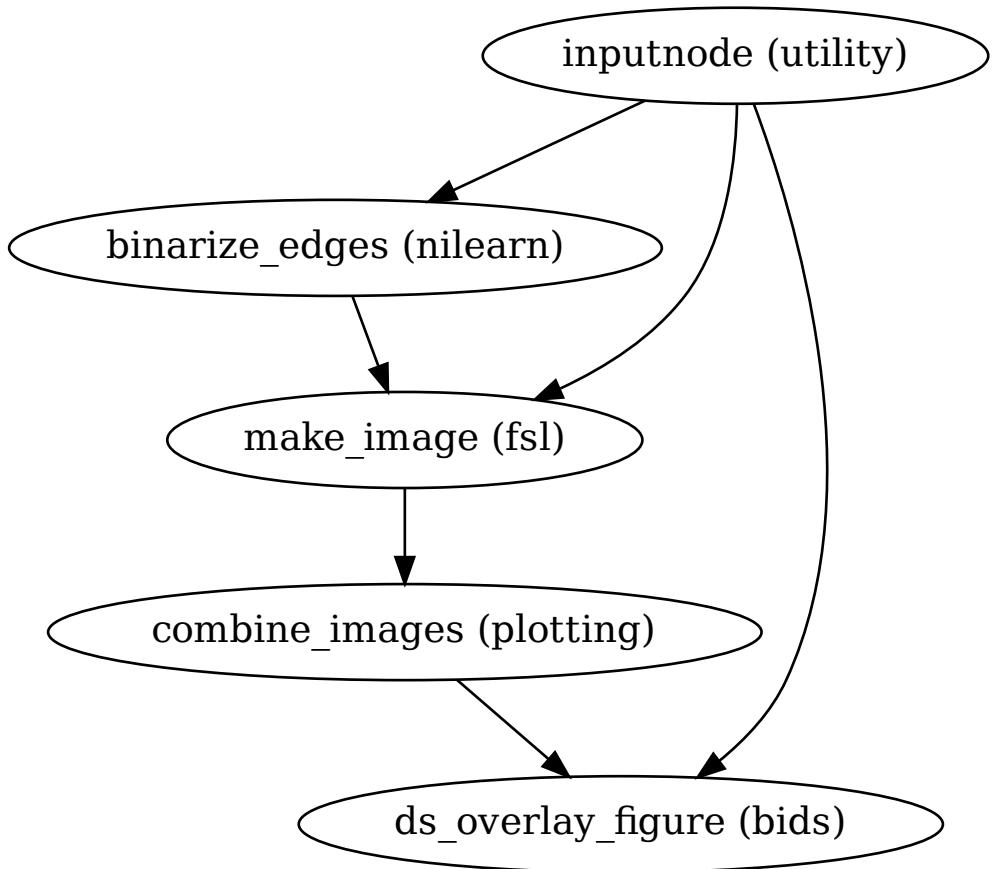 inputnode (utility)
binarize_edges (nilearn)
make_image (fsl)
combine_images (plotting)
ds_overlay_figure (bids)